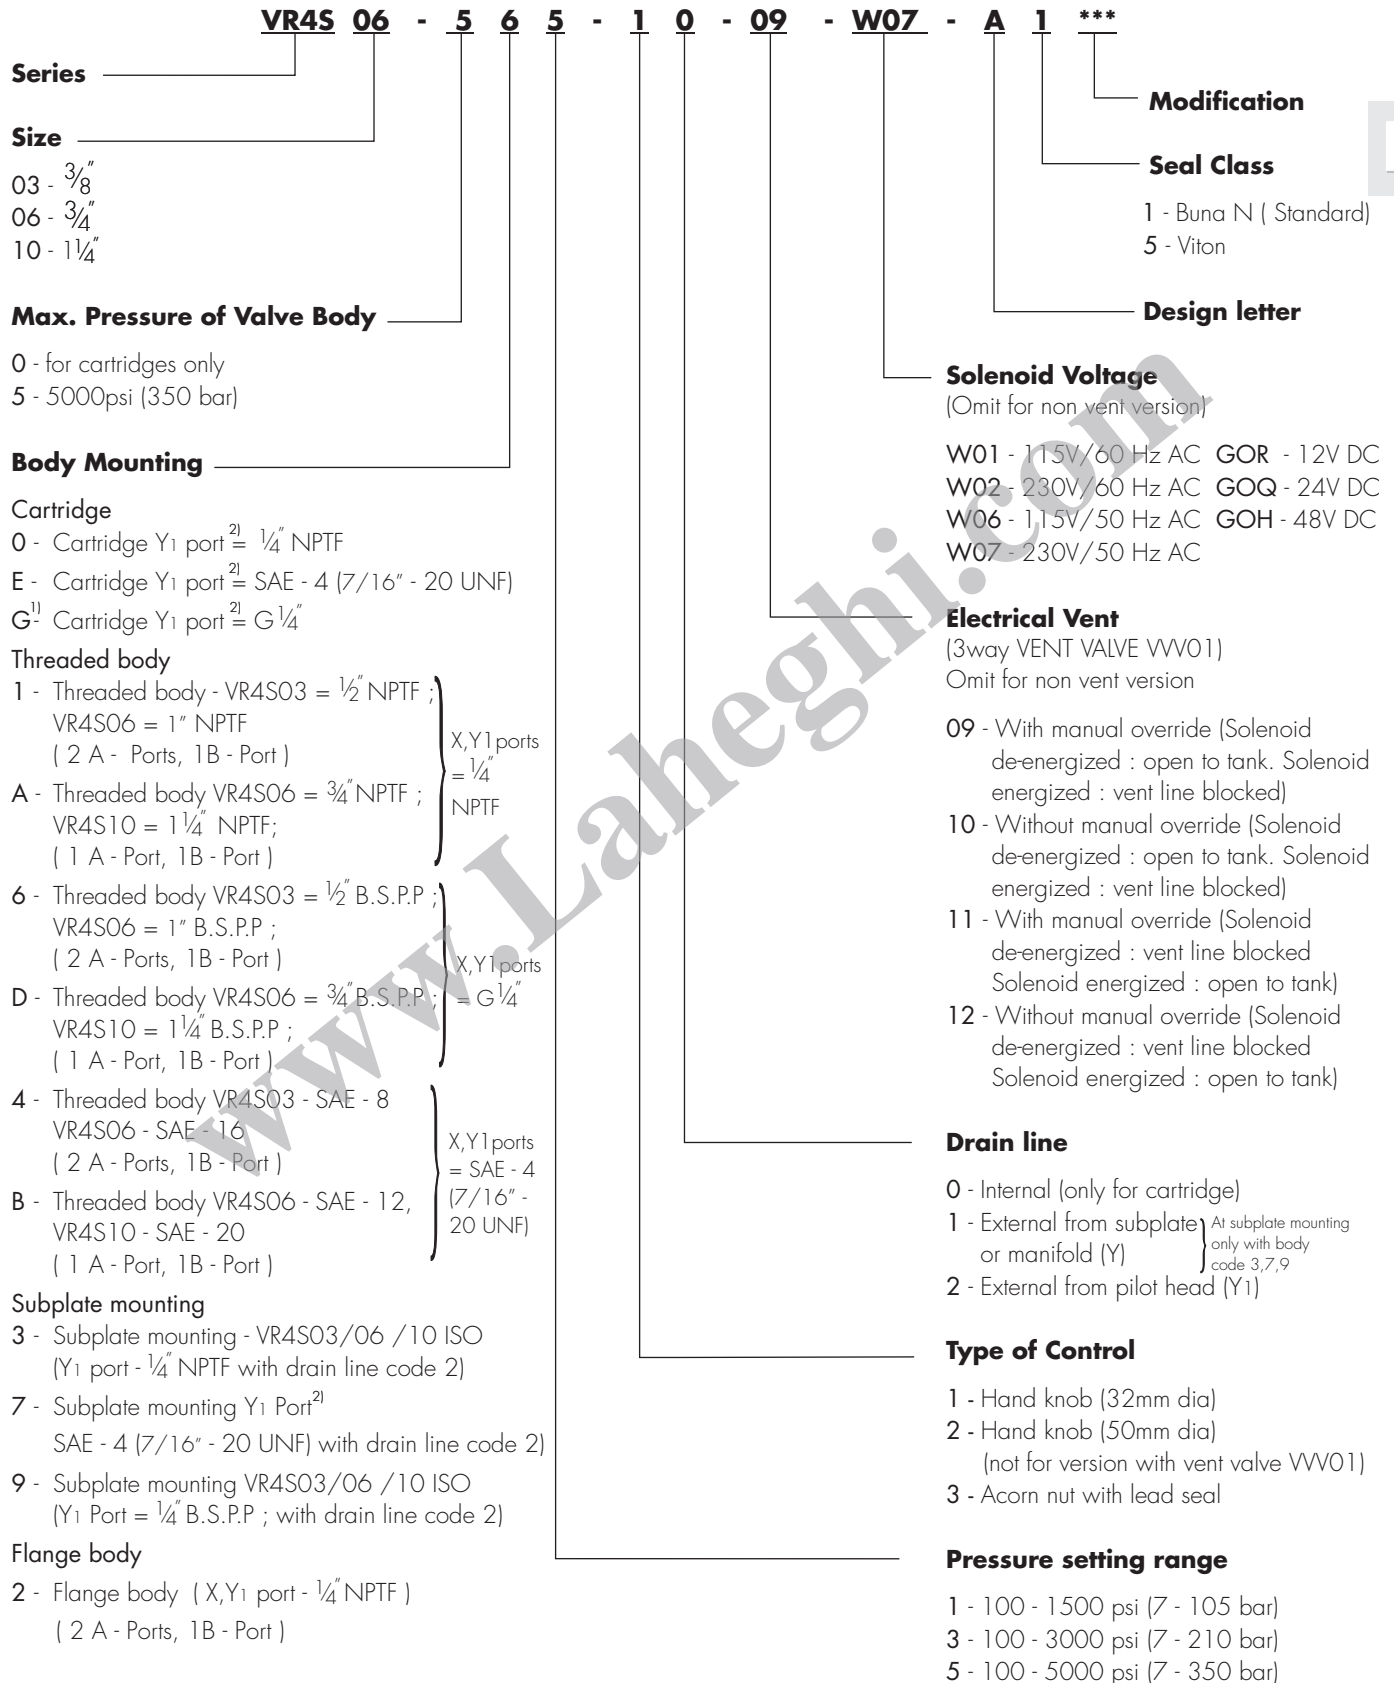 VR4S 06 - 5 6 5 - 1 0 - 09 - W07 - A 1 ***
Series
Size
03 - 3/8"
06 - 3/4"
10 - 1 1/4"
Max. Pressure of Valve Body
0 - for cartridges only
5 - 5000psi (350 bar)
Body Mounting
Cartridge
0 - Cartridge Y1 port 2) = 1/4" NPTF
E - Cartridge Y1 port 2) = SAE - 4 (7/16" - 20 UNF)
G 1) - Cartridge Y1 port 2) = G 1/4"
Threaded body
1 - Threaded body - VR4S03 = 1/2" NPTF ;
VR4S06 = 1" NPTF
( 2 A - Ports, 1B - Port )
A - Threaded body VR4S06 = 3/4" NPTF ;
VR4S10 = 1 1/4" NPTF;
( 1 A - Port, 1B - Port )
X,Y1ports
= 1/4"
NPTF
6 - Threaded body VR4S03 = 1/2" B.S.P.P ;
VR4S06 = 1" B.S.P.P ;
( 2 A - Ports, 1B - Port )
D - Threaded body VR4S06 = 3/4" B.S.P.P ;
VR4S10 = 1 1/4" B.S.P.P ;
( 1 A - Port, 1B - Port )
X,Y1ports
= G 1/4"
4 - Threaded body VR4S03 - SAE - 8
VR4S06 - SAE - 16
( 2 A - Ports, 1B - Port )
B - Threaded body VR4S06 - SAE - 12,
VR4S10 - SAE - 20
( 1 A - Port, 1B - Port )
X,Y1ports
= SAE - 4
(7/16" -
20 UNF)
Subplate mounting
3 - Subplate mounting - VR4S03/06 /10 ISO
(Y1 port - 1/4" NPTF with drain line code 2)
7 - Subplate mounting Y1 Port 2)
SAE - 4 (7/16" - 20 UNF) with drain line code 2)
9 - Subplate mounting VR4S03/06 /10 ISO
(Y1 Port = 1/4" B.S.P.P ; with drain line code 2)
Flange body
2 - Flange body ( X,Y1 port - 1/4" NPTF )
( 2 A - Ports, 1B - Port )
Modification
Seal Class
1 - Buna N ( Standard)
5 - Viton
Design letter
Solenoid Voltage
(Omit for non vent version)
W01 - 115V/60 Hz AC GOR - 12V DC
W02 - 230V/60 Hz AC GOQ - 24V DC
W06 - 115V/50 Hz AC GOH - 48V DC
W07 - 230V/50 Hz AC
Electrical Vent
(3way VENT VALVE VVV01)
Omit for non vent version
09 - With manual override (Solenoid
de-energized : open to tank. Solenoid
energized : vent line blocked)
10 - Without manual override (Solenoid
de-energized : open to tank. Solenoid
energized : vent line blocked)
11 - With manual override (Solenoid
de-energized : vent line blocked
Solenoid energized : open to tank)
12 - Without manual override (Solenoid
de-energized : vent line blocked
Solenoid energized : open to tank)
Drain line
0 - Internal (only for cartridge)
1 - External from subplate
or manifold (Y)
At subplate mounting
only with body
code 3,7,9
2 - External from pilot head (Y1)
Type of Control
1 - Hand knob (32mm dia)
2 - Hand knob (50mm dia)
(not for version with vent valve VVV01)
3 - Acorn nut with lead seal
Pressure setting range
1 - 100 - 1500 psi (7 - 105 bar)
3 - 100 - 3000 psi (7 - 210 bar)
5 - 100 - 5000 psi (7 - 350 bar)
www.Laheghi.com